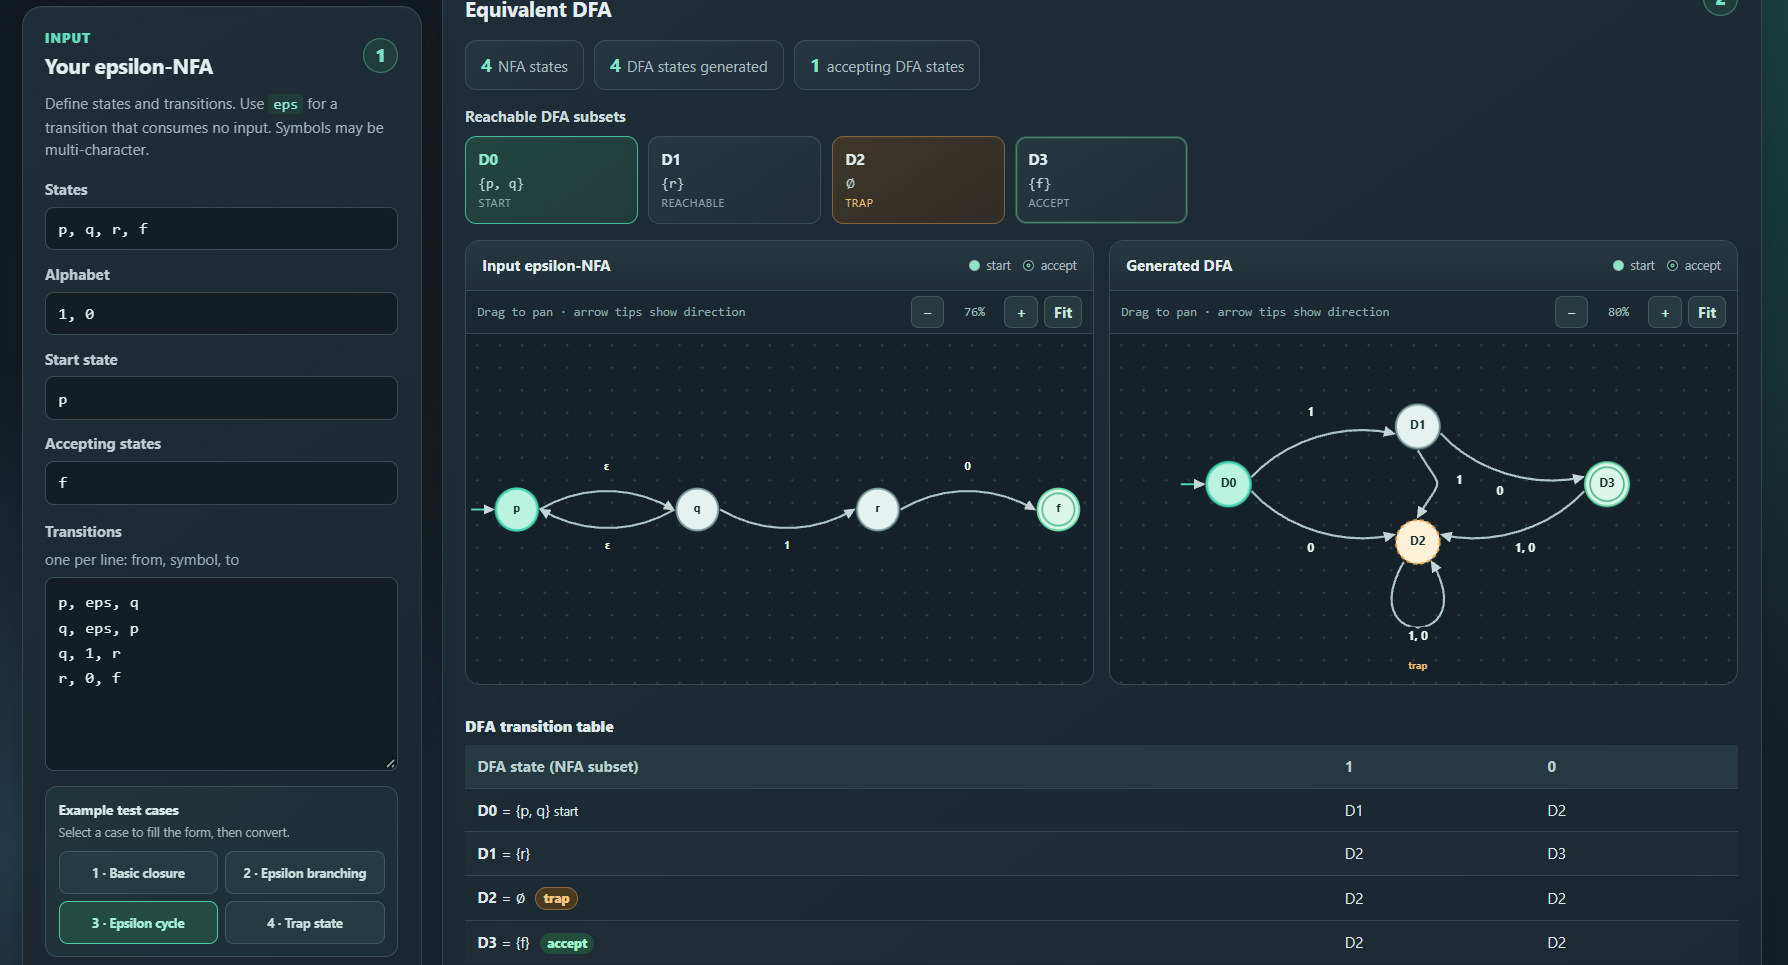 INPUT
1
Your epsilon-NFA
Define states and transitions. Use eps for a
transition that consumes no input. Symbols may be
multi-character.
States
p, q, r, f
Alphabet
1, 0
Start state
p
Accepting states
f
Transitions
one per line: from, symbol, to
p, eps, q
q, eps, p
q, 1, r
r, 0, f
Example test cases
Select a case to fill the form, then convert.
1 · Basic closure
2 · Epsilon branching
3 · Epsilon cycle
4 · Trap state
Equivalent DFA
2
4 NFA states
4 DFA states generated
1 accepting DFA states
Reachable DFA subsets
D0
{p, q}
START
D1
{r}
REACHABLE
D2
Ø
TRAP
D3
{f}
ACCEPT
Input epsilon-NFA
start
accept
Drag to pan · arrow tips show direction
−
76%
+
Fit
ε
0
p
q
r
f
ε
1
Generated DFA
start
accept
Drag to pan · arrow tips show direction
−
80%
+
Fit
1
D1
D0
1
0
D3
D2
0
1, 0
1, 0
trap
DFA transition table
DFA state (NFA subset) 1 0
D0 = {p, q} start D1 D2
D1 = {r} D2 D3
D2 = Ø trap D2 D2
D3 = {f} accept D2 D2